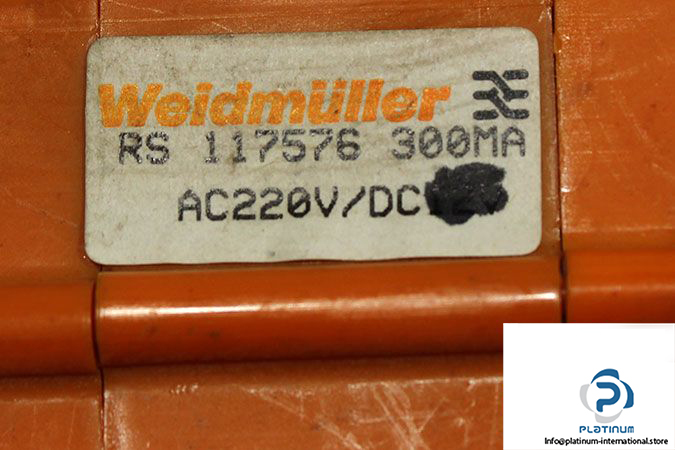 Weidmüller
RS 117576 300MA
AC220V/DC
PLATINUM
Info@platinum-international.store